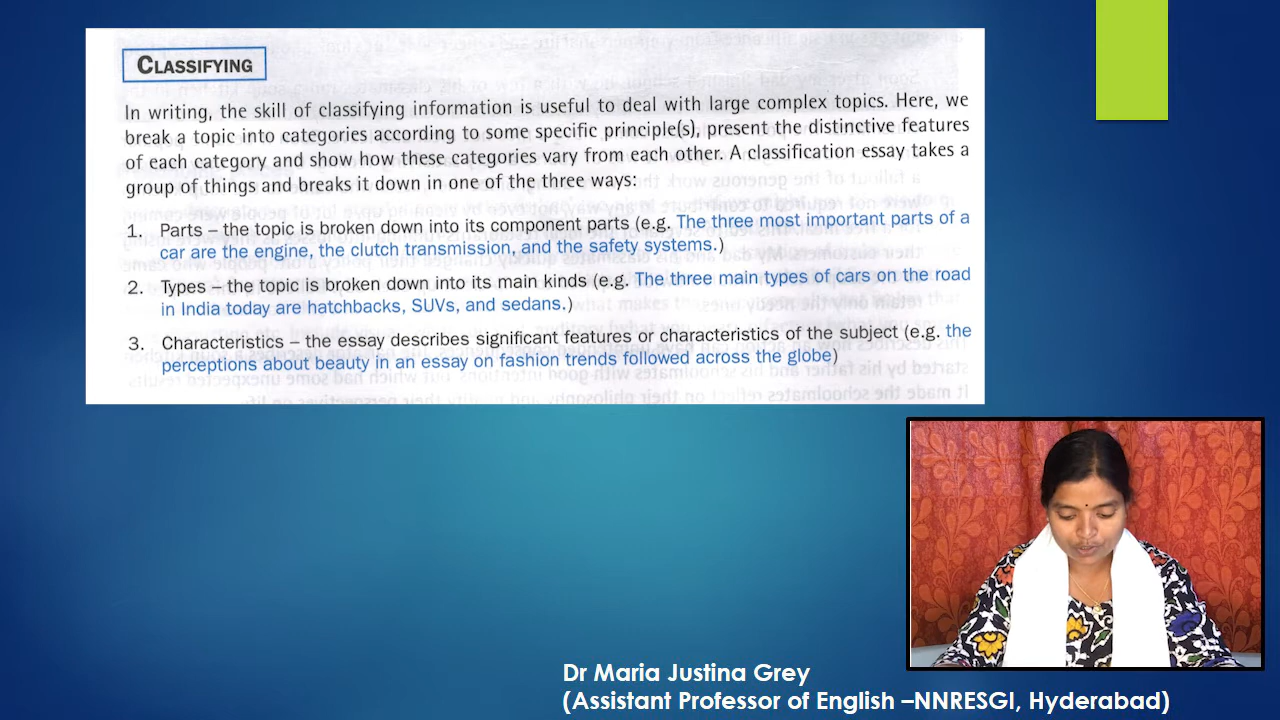 CLASSIFYING
In writing, the skill of classifying information is useful to deal with large complex topics. Here, we
break a topic into categories according to some specific principle(s), present the distinctive features
of each category and show how these categories vary from each other. A classification essay takes a
group of things and breaks it down in one of the three ways:
1. Parts – the topic is broken down into its component parts (e.g. The three most important parts of a
car are the engine, the clutch transmission, and the safety systems.)
2. Types – the topic is broken down into its main kinds (e.g. The three main types of cars on the road
in India today are hatchbacks, SUVs, and sedans.)
3. Characteristics – the essay describes significant features or characteristics of the subject (e.g. the
perceptions about beauty in an essay on fashion trends followed across the globe)
Dr Maria Justina Grey
(Assistant Professor of English –NNRESGI, Hyderabad)